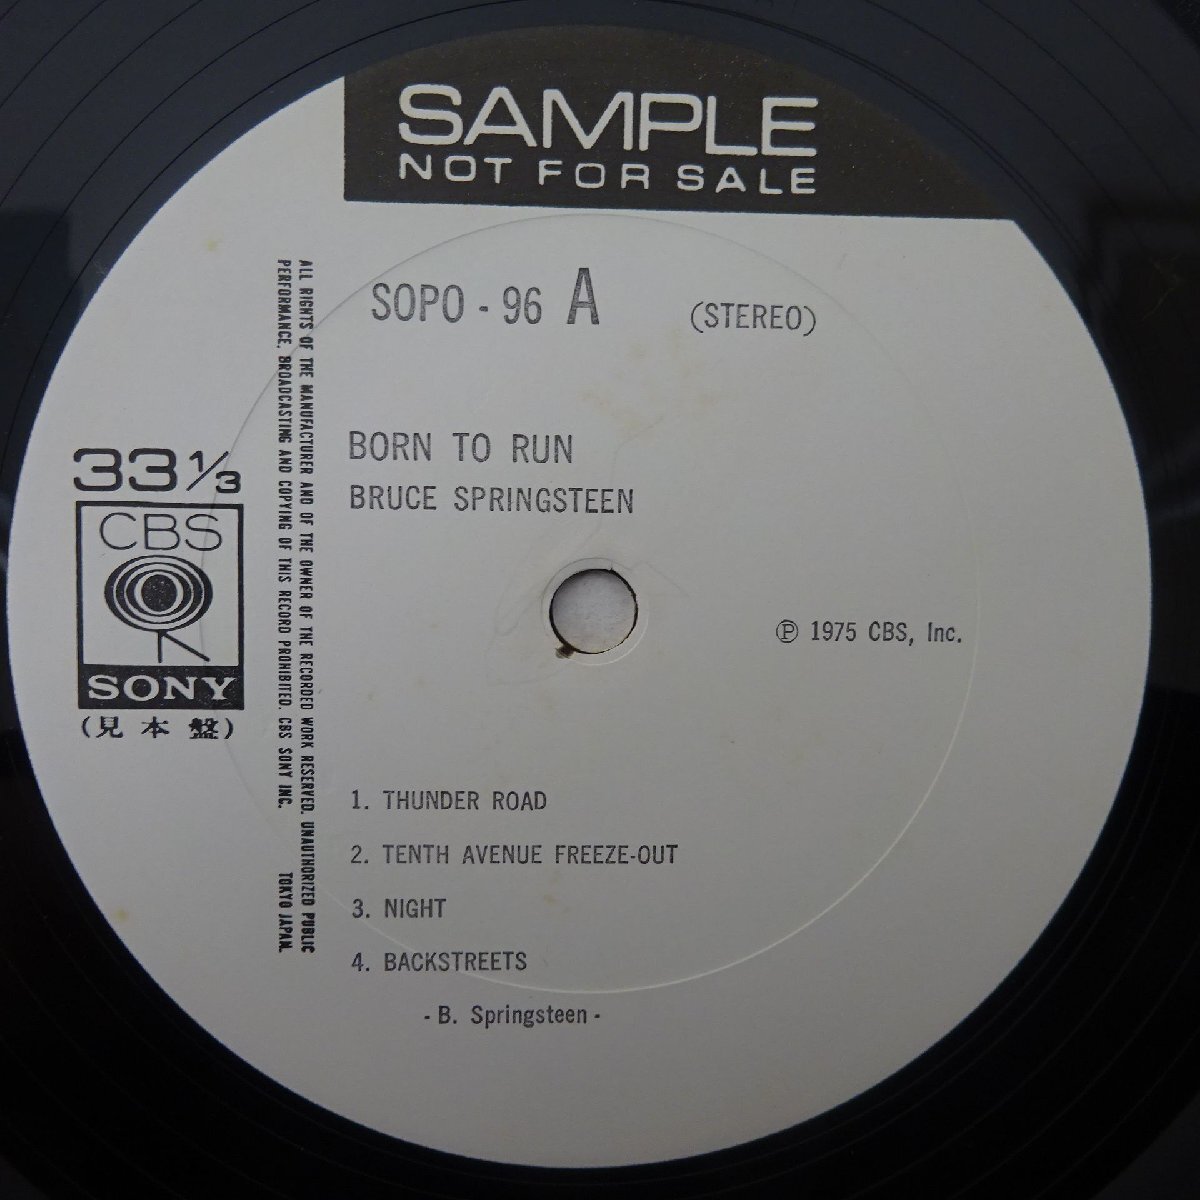 SAMPLE
NOT FOR SALE
SOPO - 96 A (STEREO)
BORN TO RUN
BRUCE SPRINGSTEEN
33 1/3
CBS
SONY
(見本盤)
ALL RIGHTS OF THE MANUFACTURER AND OF THE OWNER OF THE RECORDED WORK RESERVED. UNAUTHORIZED PUBLIC
PERFORMANCE, BROADCASTING AND COPYING OF THIS RECORD PROHIBITED. CBS SONY INC. TOKYO JAPAN.
Ⓟ 1975 CBS, Inc.
1. THUNDER ROAD
2. TENTH AVENUE FREEZE-OUT
3. NIGHT
4. BACKSTREETS
- B. Springsteen -